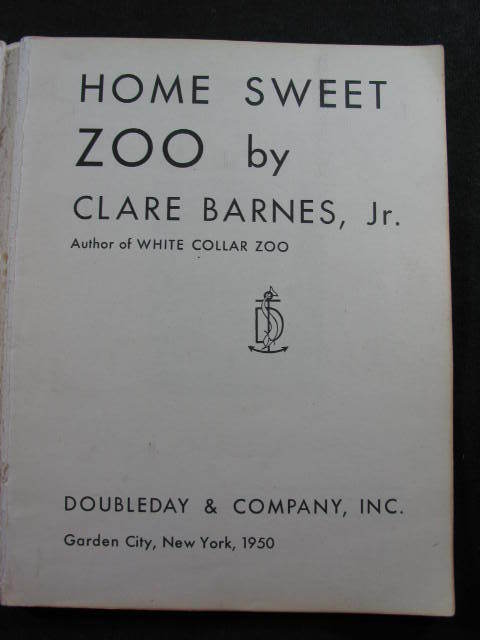 HOME SWEET
ZOO by
CLARE BARNES, Jr.
Author of WHITE COLLAR ZOO
D
DOUBLEDAY & COMPANY, INC.
Garden City, New York, 1950